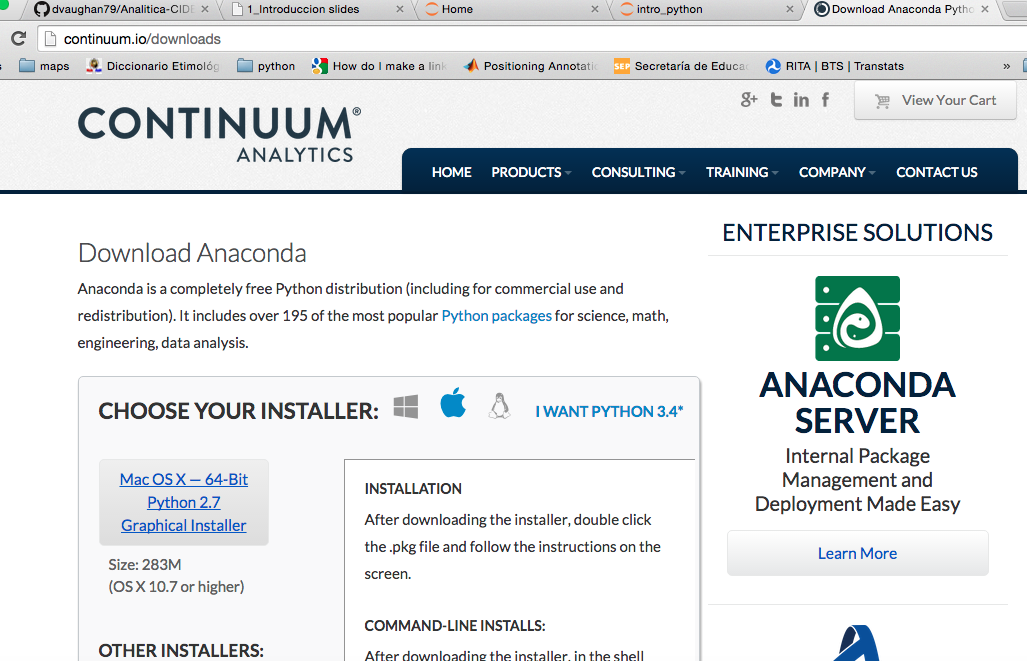 dvaughan79/Analitica-CIDE
1_Introduccion slides
Home
intro_python
Download Anaconda Pytho
continuum.io/downloads
maps
Diccionario Etimológ
python
How do I make a link
Positioning Annotatio
SEP
Secretaría de Educac
RITA | BTS | Transtats
»
g+ t in f
View Your Cart
CONTINUUM®
ANALYTICS
HOME PRODUCTS CONSULTING TRAINING COMPANY CONTACT US
Download Anaconda
Anaconda is a completely free Python distribution (including for commercial use and
redistribution). It includes over 195 of the most popular Python packages for science, math,
engineering, data analysis.
CHOOSE YOUR INSTALLER:
I WANT PYTHON 3.4*
Mac OS X — 64-Bit
Python 2.7
Graphical Installer
Size: 283M
(OS X 10.7 or higher)
OTHER INSTALLERS:
INSTALLATION
After downloading the installer, double click
the .pkg file and follow the instructions on the
screen.
COMMAND-LINE INSTALLS:
After downloading the installer, in the shell
ENTERPRISE SOLUTIONS
ANACONDA
SERVER
Internal Package
Management and
Deployment Made Easy
Learn More